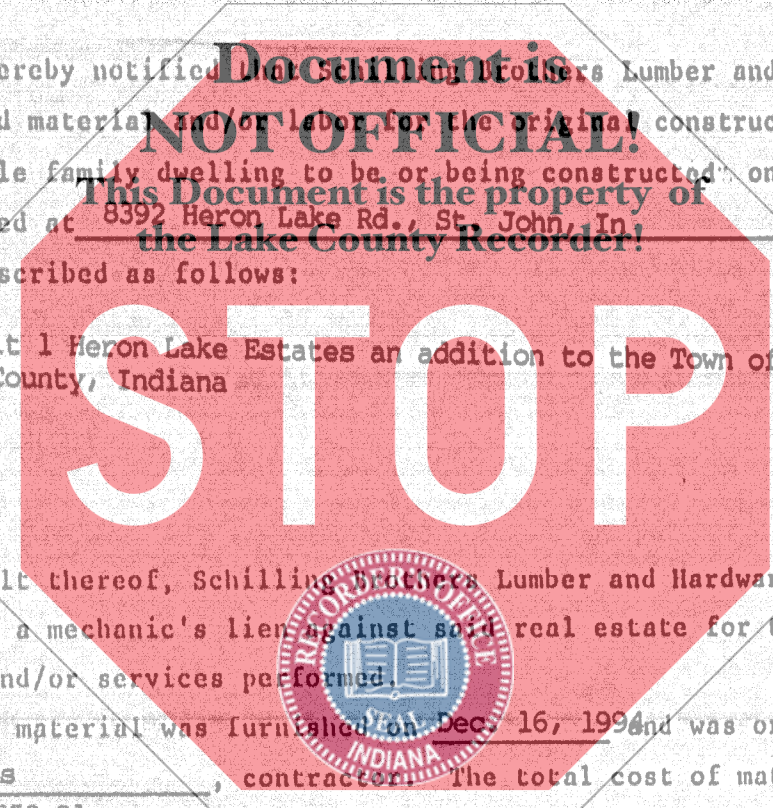 ereby notified that Schilling Brothers Lumber and
Document is
d material and/or labor for the original construc
NOT OFFICIAL!
le family dwelling to be or being constructed on
This Document is the property of
ed at 8392 Heron Lake Rd., St. John, In.
the Lake County Recorder!
scribed as follows:
t 1 Heron Lake Estates an addition to the Town of
County, Indiana
STOP
lt thereof, Schilling Brothers Lumber and Hardwar
a mechanic's lien against said real estate for
nd/or services performed.
material was furnished on Dec. 16, 1994 and was or
s, contractor. The total cost of mat
RECORDER'S OFFICE
SEAL
INDIANA